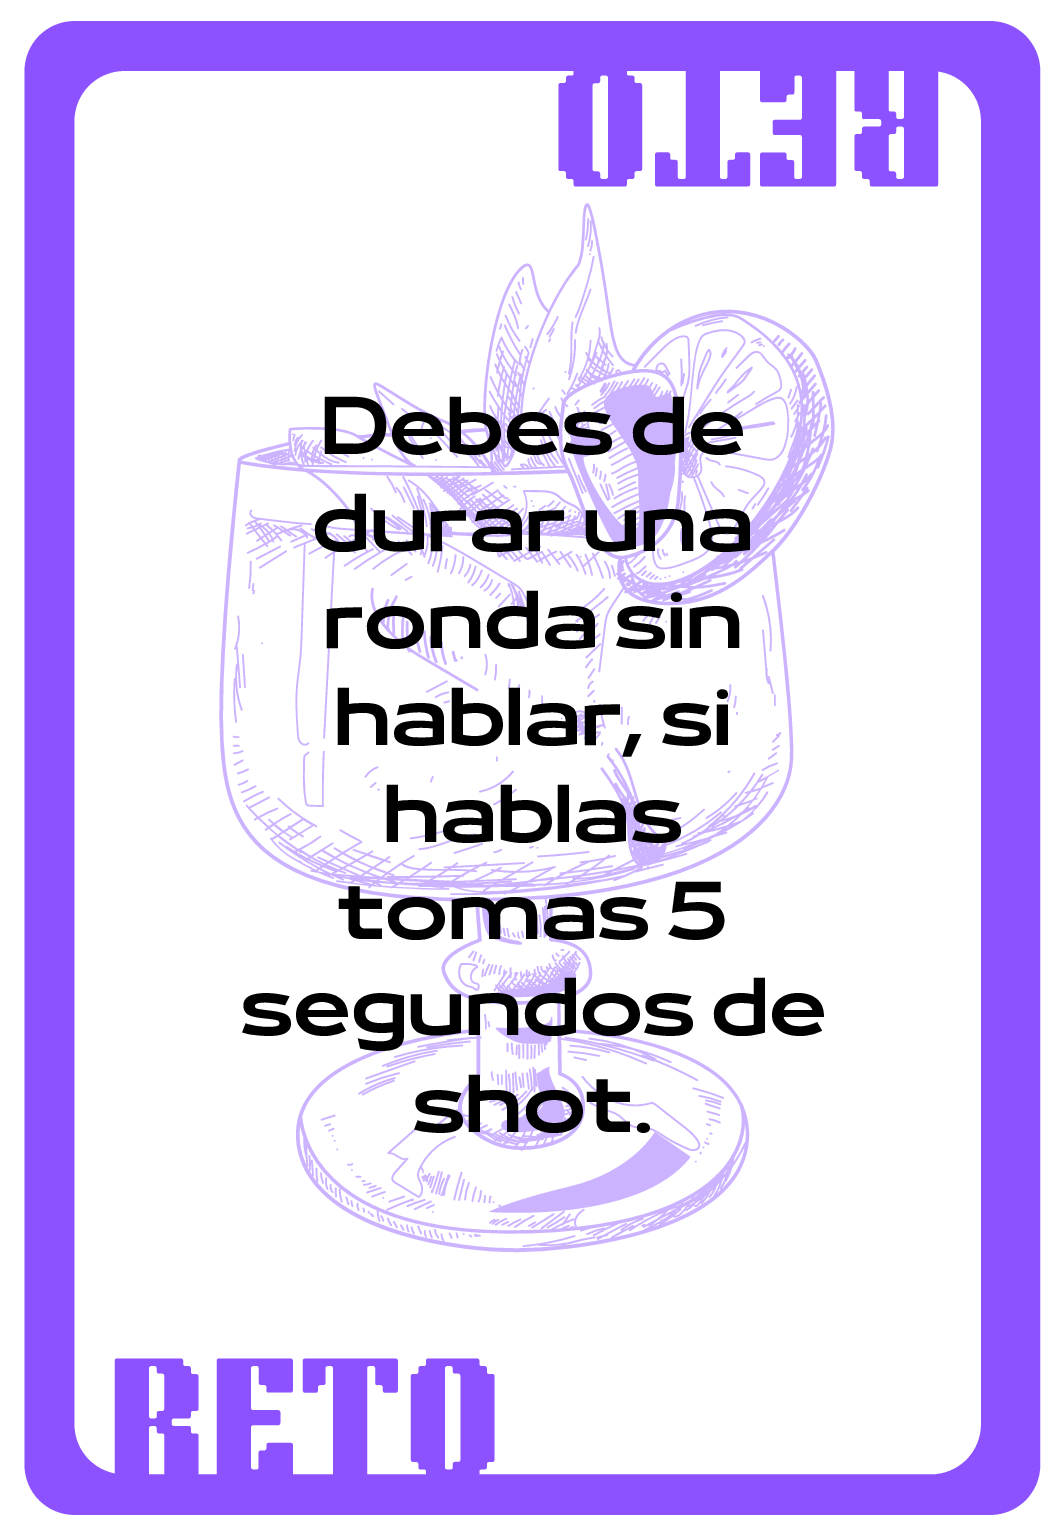 RETO
Debes de
durar una
ronda sin
hablar, si
hablas
tomas 5
segundos de
shot.
RETO